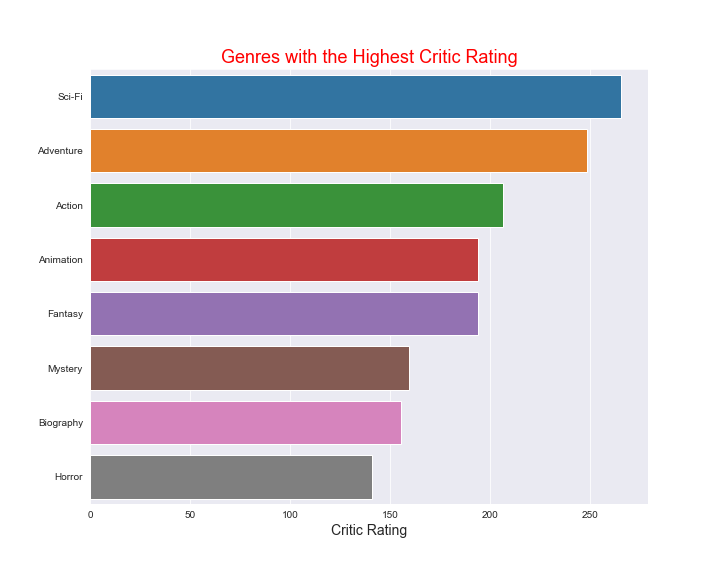 Genres with the Highest Critic Rating
Sci-Fi
Adventure
Action
Animation
Fantasy
Mystery
Biography
Horror
0 50 100 150 200 250
Critic Rating